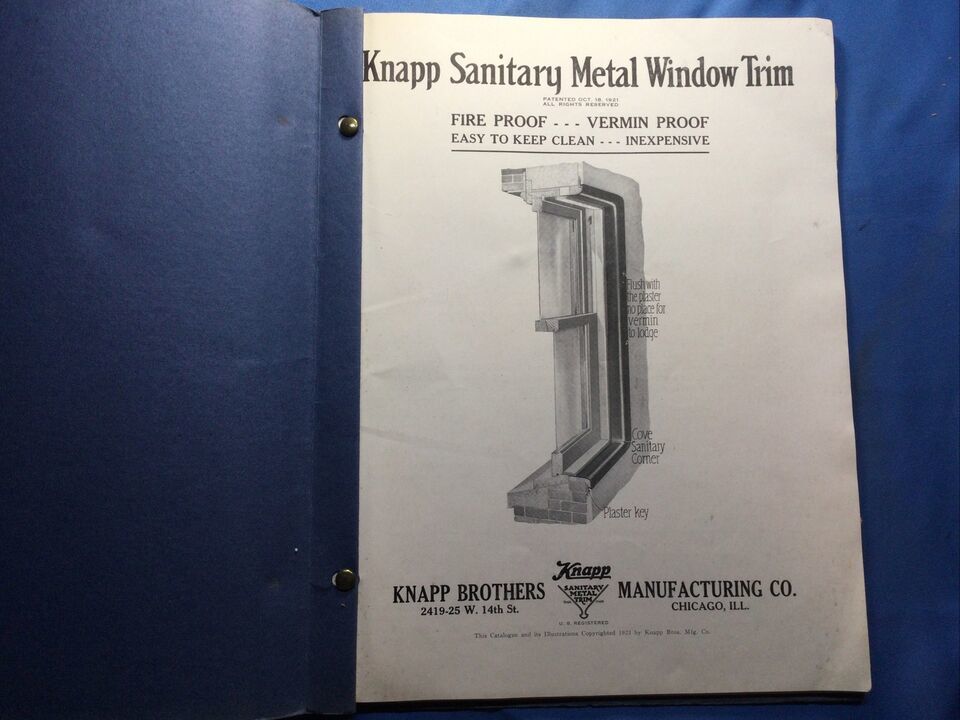 Knapp Sanitary Metal Window Trim
PATENTED OCT. 18, 1921
ALL RIGHTS RESERVED
FIRE PROOF - - - VERMIN PROOF
EASY TO KEEP CLEAN - - - INEXPENSIVE
Flush with
the plaster
no place for
vermin
to lodge
Cove
Sanitary
Corner
Plaster key
KNAPP BROTHERS
2419-25 W. 14th St.
Knapp
SANITARY
METAL
TRIM
U. S. REGISTERED
MANUFACTURING CO.
CHICAGO, ILL.
This Catalogue and its Illustrations Copyrighted 1921 by Knapp Bros. Mfg. Co.